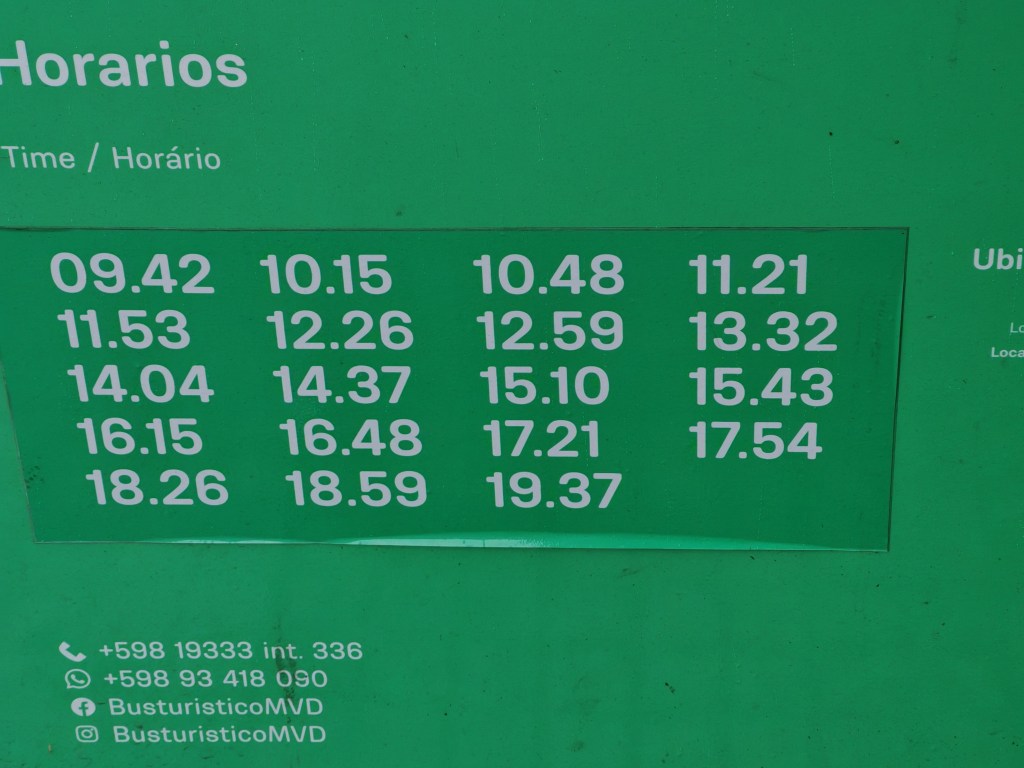 Horarios
Time / Horário
09.42 10.15 10.48 11.21
11.53 12.26 12.59 13.32
14.04 14.37 15.10 15.43
16.15 16.48 17.21 17.54
18.26 18.59 19.37
+598 19333 int. 336
+598 93 418 090
BusturisticoMVD
BusturisticoMVD